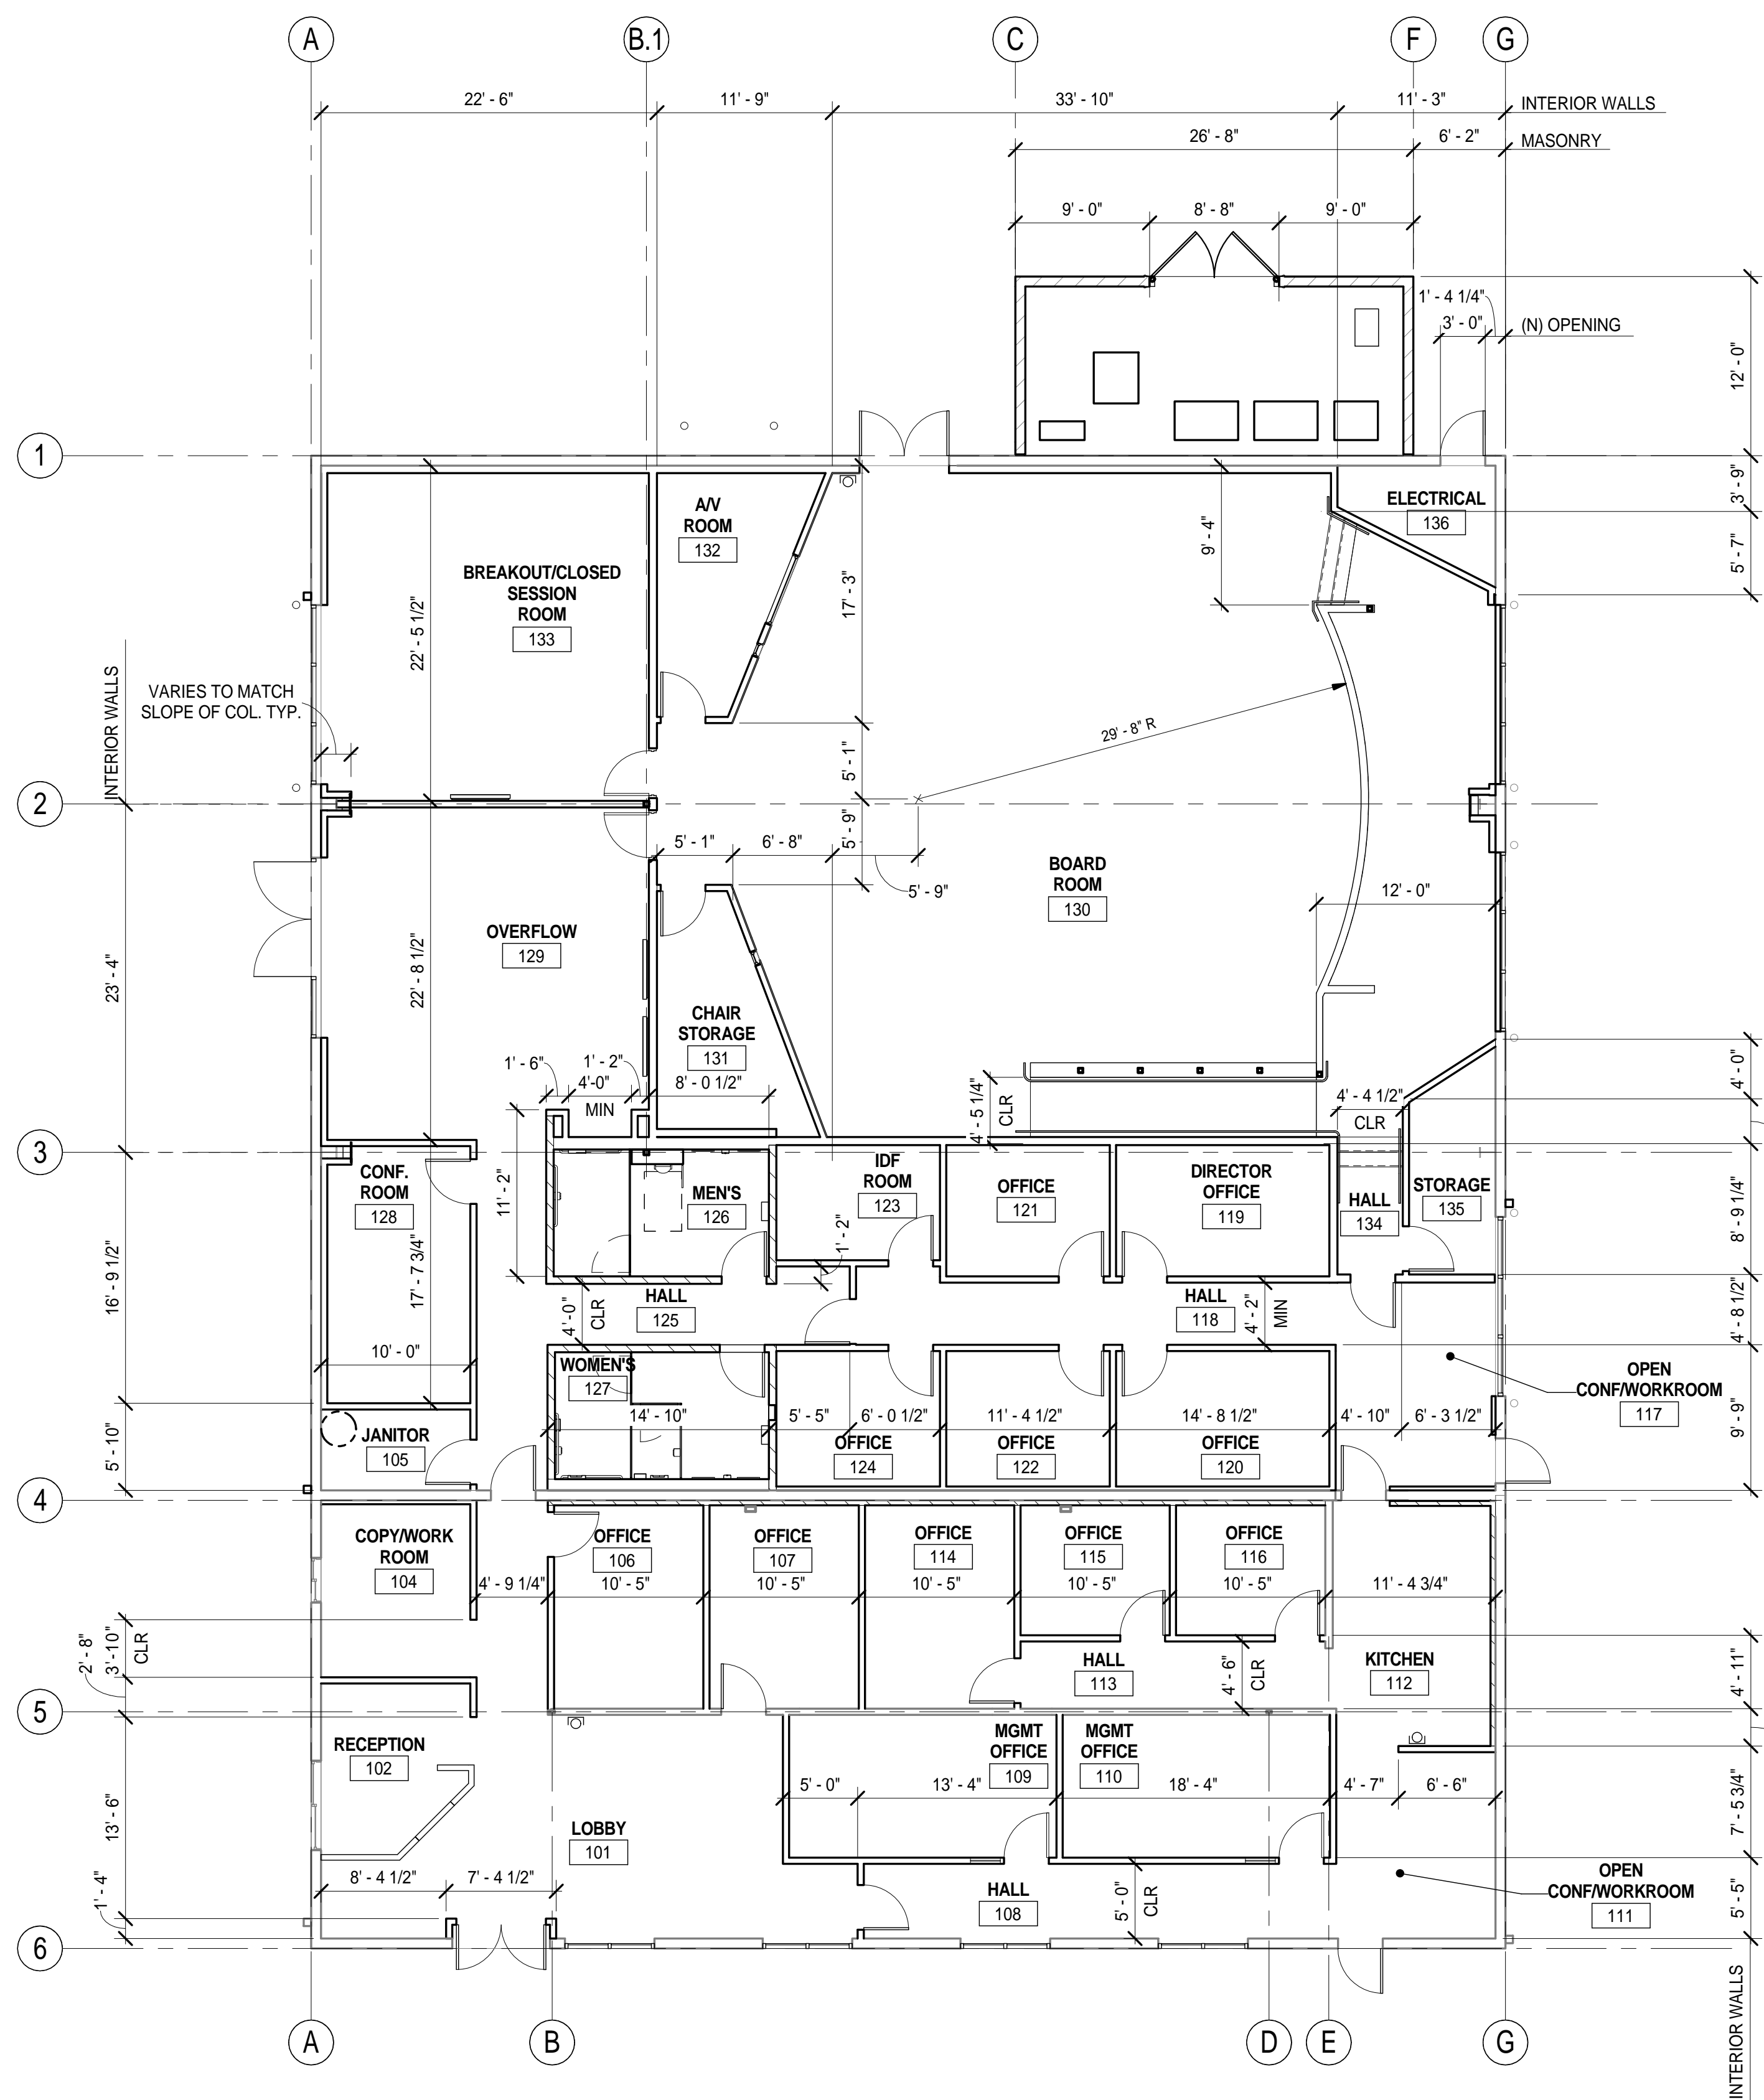 A
B.1
C
F
G
22' - 6"
11' - 9"
33' - 10"
11' - 3"
INTERIOR WALLS
26' - 8"
6' - 2"
MASONRY
9' - 0"
8' - 8"
9' - 0"
1' - 4 1/4"
3' - 0"
(N) OPENING
12' - 0"
1
3' - 9"
5' - 7"
A/V
ROOM
132
ELECTRICAL
136
9' - 4"
BREAKOUT/CLOSED
SESSION
ROOM
133
22' - 5 1/2"
17' - 3"
INTERIOR WALLS
VARIES TO MATCH
SLOPE OF COL. TYP.
29' - 8" R
5' - 1"
2
5' - 9"
5' - 1"
6' - 8"
5' - 9"
BOARD
ROOM
130
12' - 0"
OVERFLOW
129
22' - 8 1/2"
23' - 4"
CHAIR
STORAGE
131
1' - 6"
1' - 2"
4'-0"
MIN
8' - 0 1/2"
4' - 5 1/4"
CLR
4' - 4 1/2"
CLR
4' - 0"
3
CONF.
ROOM
128
11' - 2"
MEN'S
126
IDF
ROOM
123
1' - 2"
OFFICE
121
DIRECTOR
OFFICE
119
HALL
134
STORAGE
135
8' - 9 1/4"
16' - 9 1/2"
17' - 7 3/4"
10' - 0"
4' -0"
CLR
HALL
125
HALL
118
4' - 2"
MIN
4' - 8 1/2"
WOMEN'S
127
14' - 10"
5' - 5"
6' - 0 1/2"
11' - 4 1/2"
14' - 8 1/2"
4' - 10"
6' - 3 1/2"
OPEN
CONF/WORKROOM
117
9' - 9"
5' - 10"
JANITOR
105
OFFICE
124
OFFICE
122
OFFICE
120
4
COPY/WORK
ROOM
104
OFFICE
106
OFFICE
107
OFFICE
114
OFFICE
115
OFFICE
116
4' - 9 1/4"
10' - 5"
10' - 5"
10' - 5"
10' - 5"
10' - 5"
11' - 4 3/4"
2' - 8"
3' - 10"
CLR
HALL
113
4' - 6"
CLR
KITCHEN
112
4' - 11"
5
RECEPTION
102
MGMT
OFFICE
109
MGMT
OFFICE
110
5' - 0"
13' - 4"
18' - 4"
4' - 7"
6' - 6"
7' - 5 3/4"
13' - 6"
LOBBY
101
8' - 4 1/2"
7' - 4 1/2"
1' - 4"
HALL
108
5' - 0"
CLR
OPEN
CONF/WORKROOM
111
5' - 5"
6
INTERIOR WALLS
A
B
D
E
G